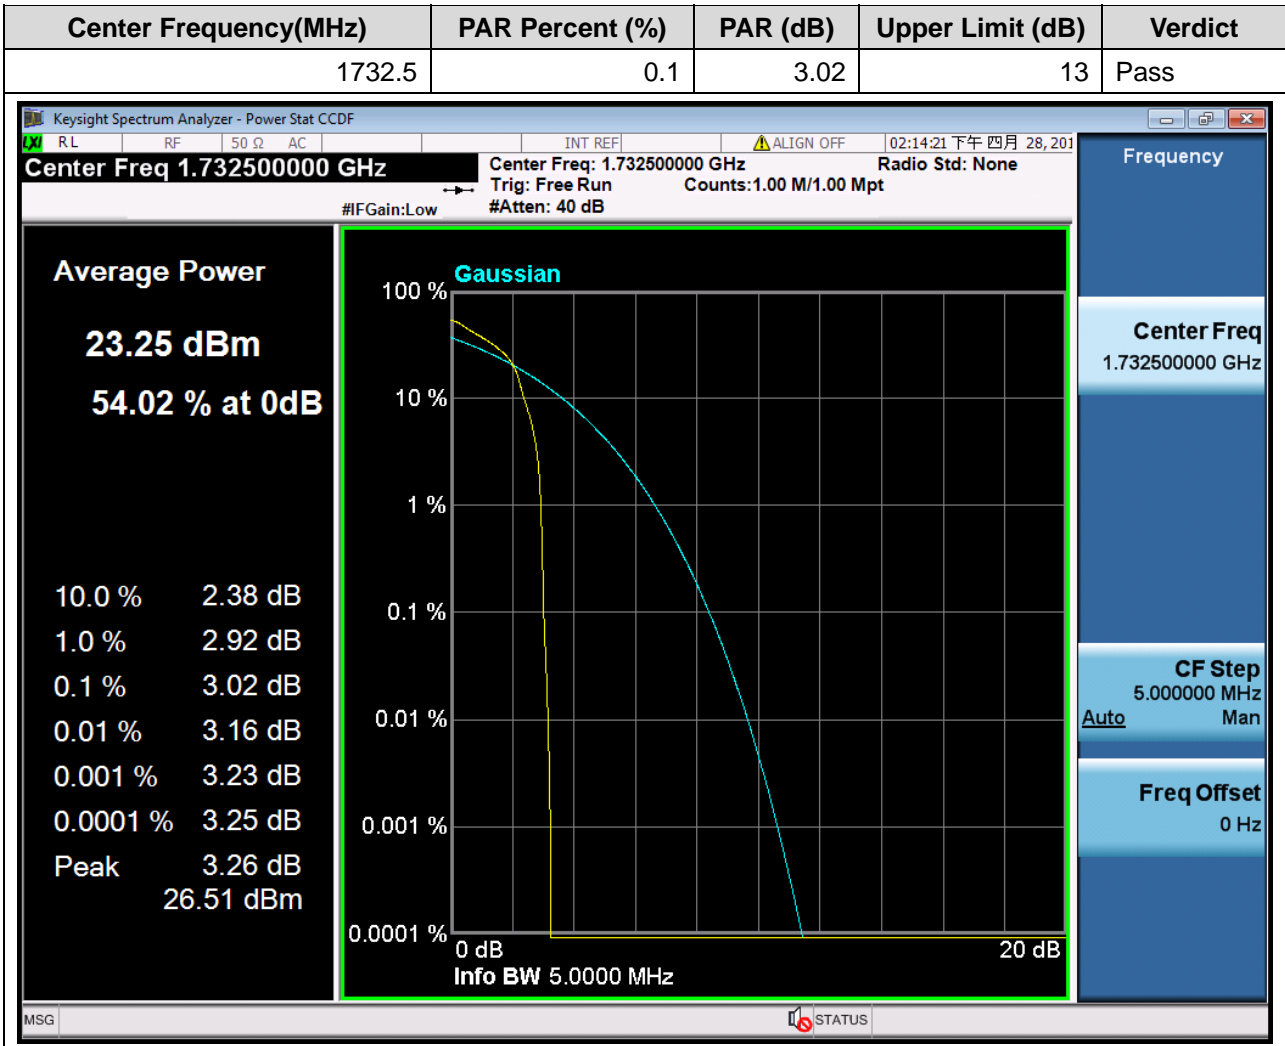 Center Frequency(MHz) PAR Percent (%) PAR (dB) Upper Limit (dB) Verdict
1732.5 0.1 3.02 13 Pass
Keysight Spectrum Analyzer - Power Stat CCDF
LXI RL RF 50 Ω AC INT REF ALIGN OFF 02:14:21 下午 四月 28, 201
Center Freq 1.732500000 GHz
Center Freq: 1.732500000 GHz Radio Std: None
Trig: Free Run Counts:1.00 M/1.00 Mpt
#IFGain:Low #Atten: 40 dB
Average Power
23.25 dBm
54.02 % at 0dB
10.0 % 2.38 dB
1.0 % 2.92 dB
0.1 % 3.02 dB
0.01 % 3.16 dB
0.001 % 3.23 dB
0.0001 % 3.25 dB
Peak 3.26 dB
26.51 dBm
Gaussian
100 %
10 %
1 %
0.1 %
0.01 %
0.001 %
0.0001 %
0 dB 20 dB
Info BW 5.0000 MHz
Frequency
Center Freq
1.732500000 GHz
CF Step
5.000000 MHz
Auto Man
Freq Offset
0 Hz
MSG STATUS